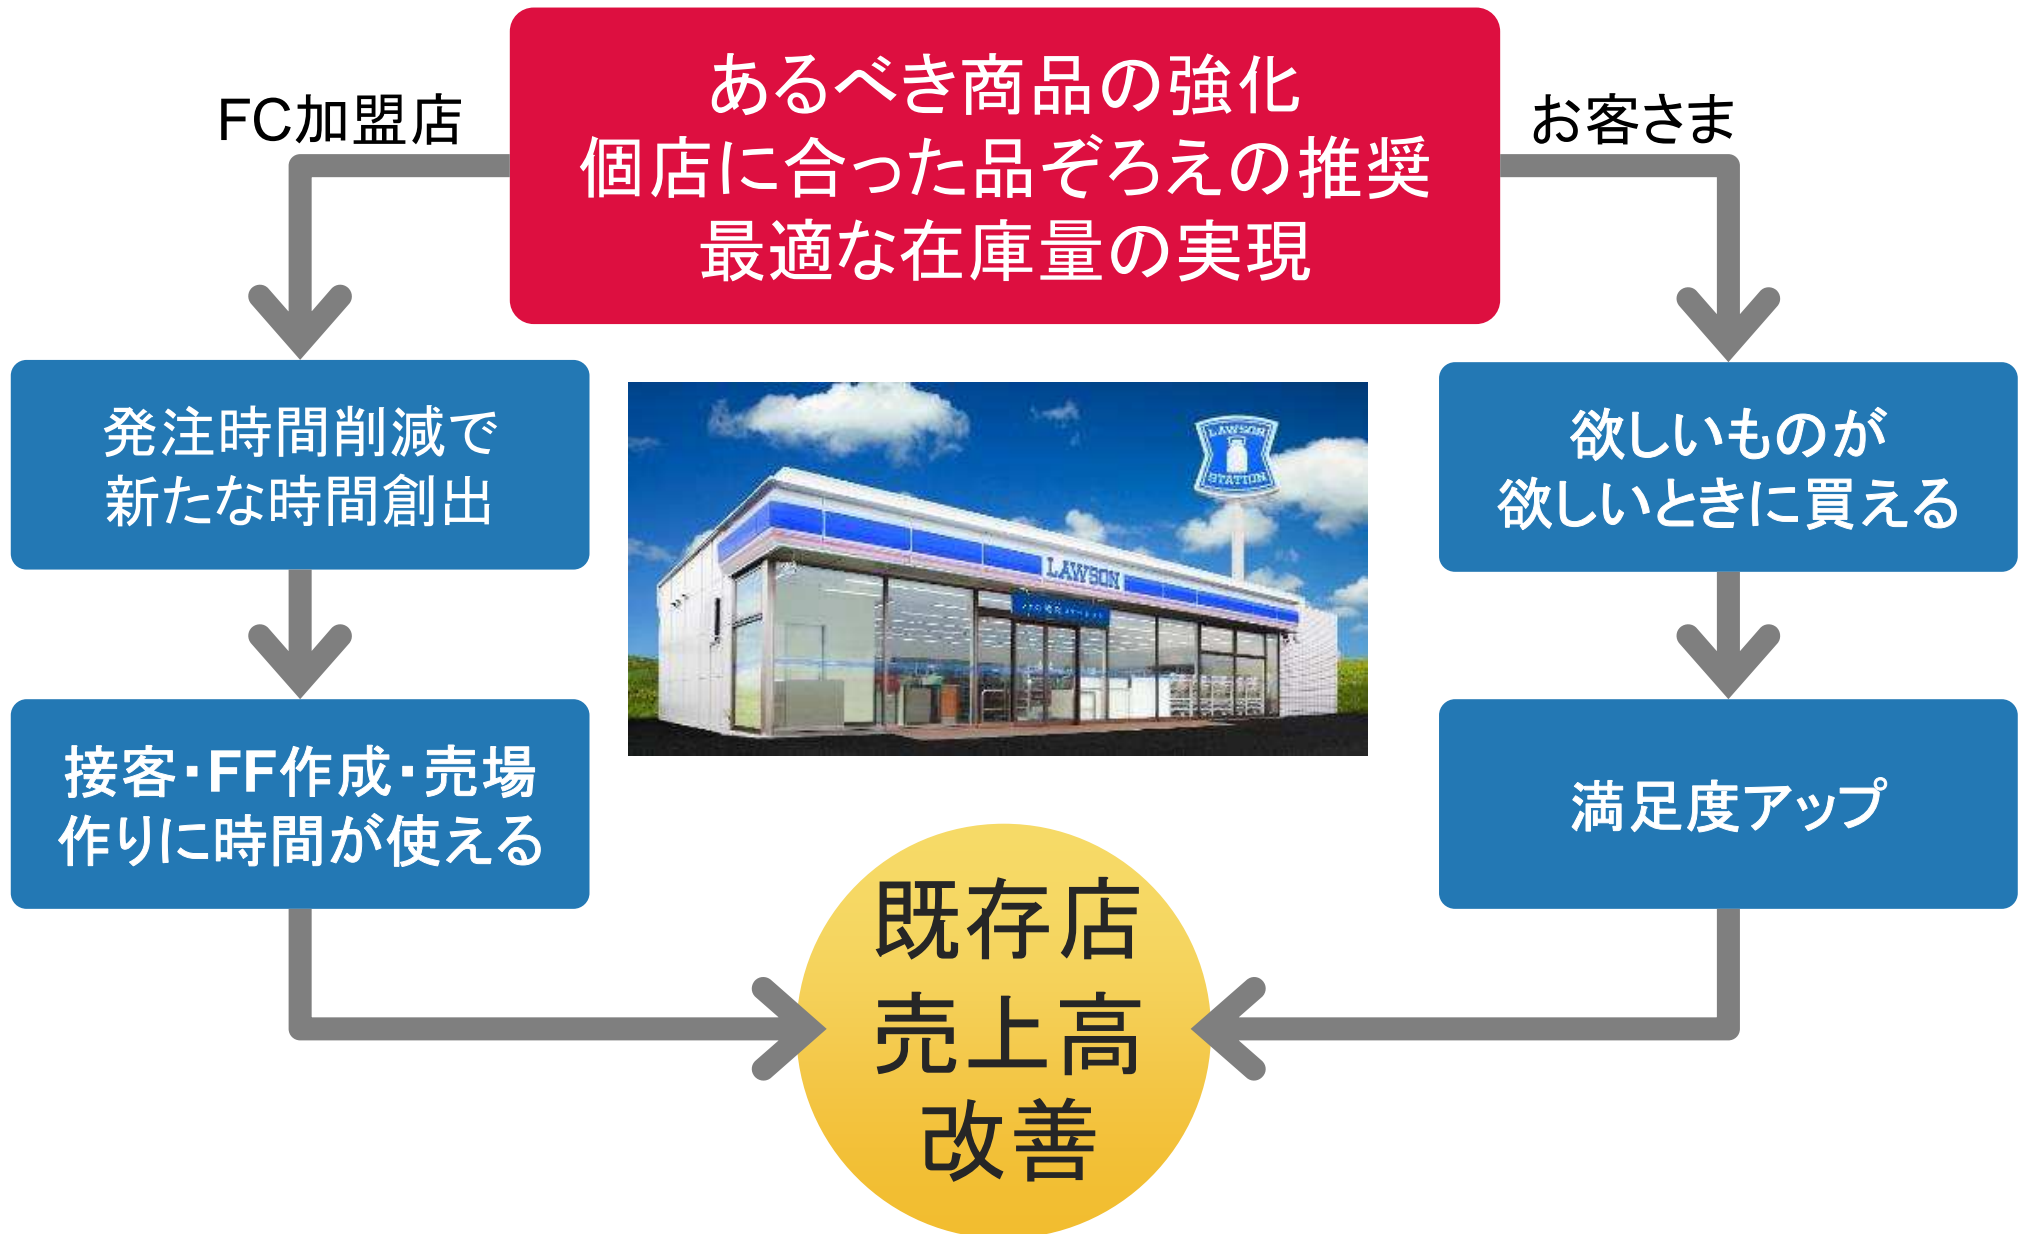 あるべき商品の強化
個店に合った品ぞろえの推奨
最適な在庫量の実現
FC加盟店
お客さま
発注時間削減で
新たな時間創出
欲しいものが
欲しいときに買える
LAWSON
STATION
LAWSON
接客・FF作成・売場
作りに時間が使える
満足度アップ
既存店
売上高
改善